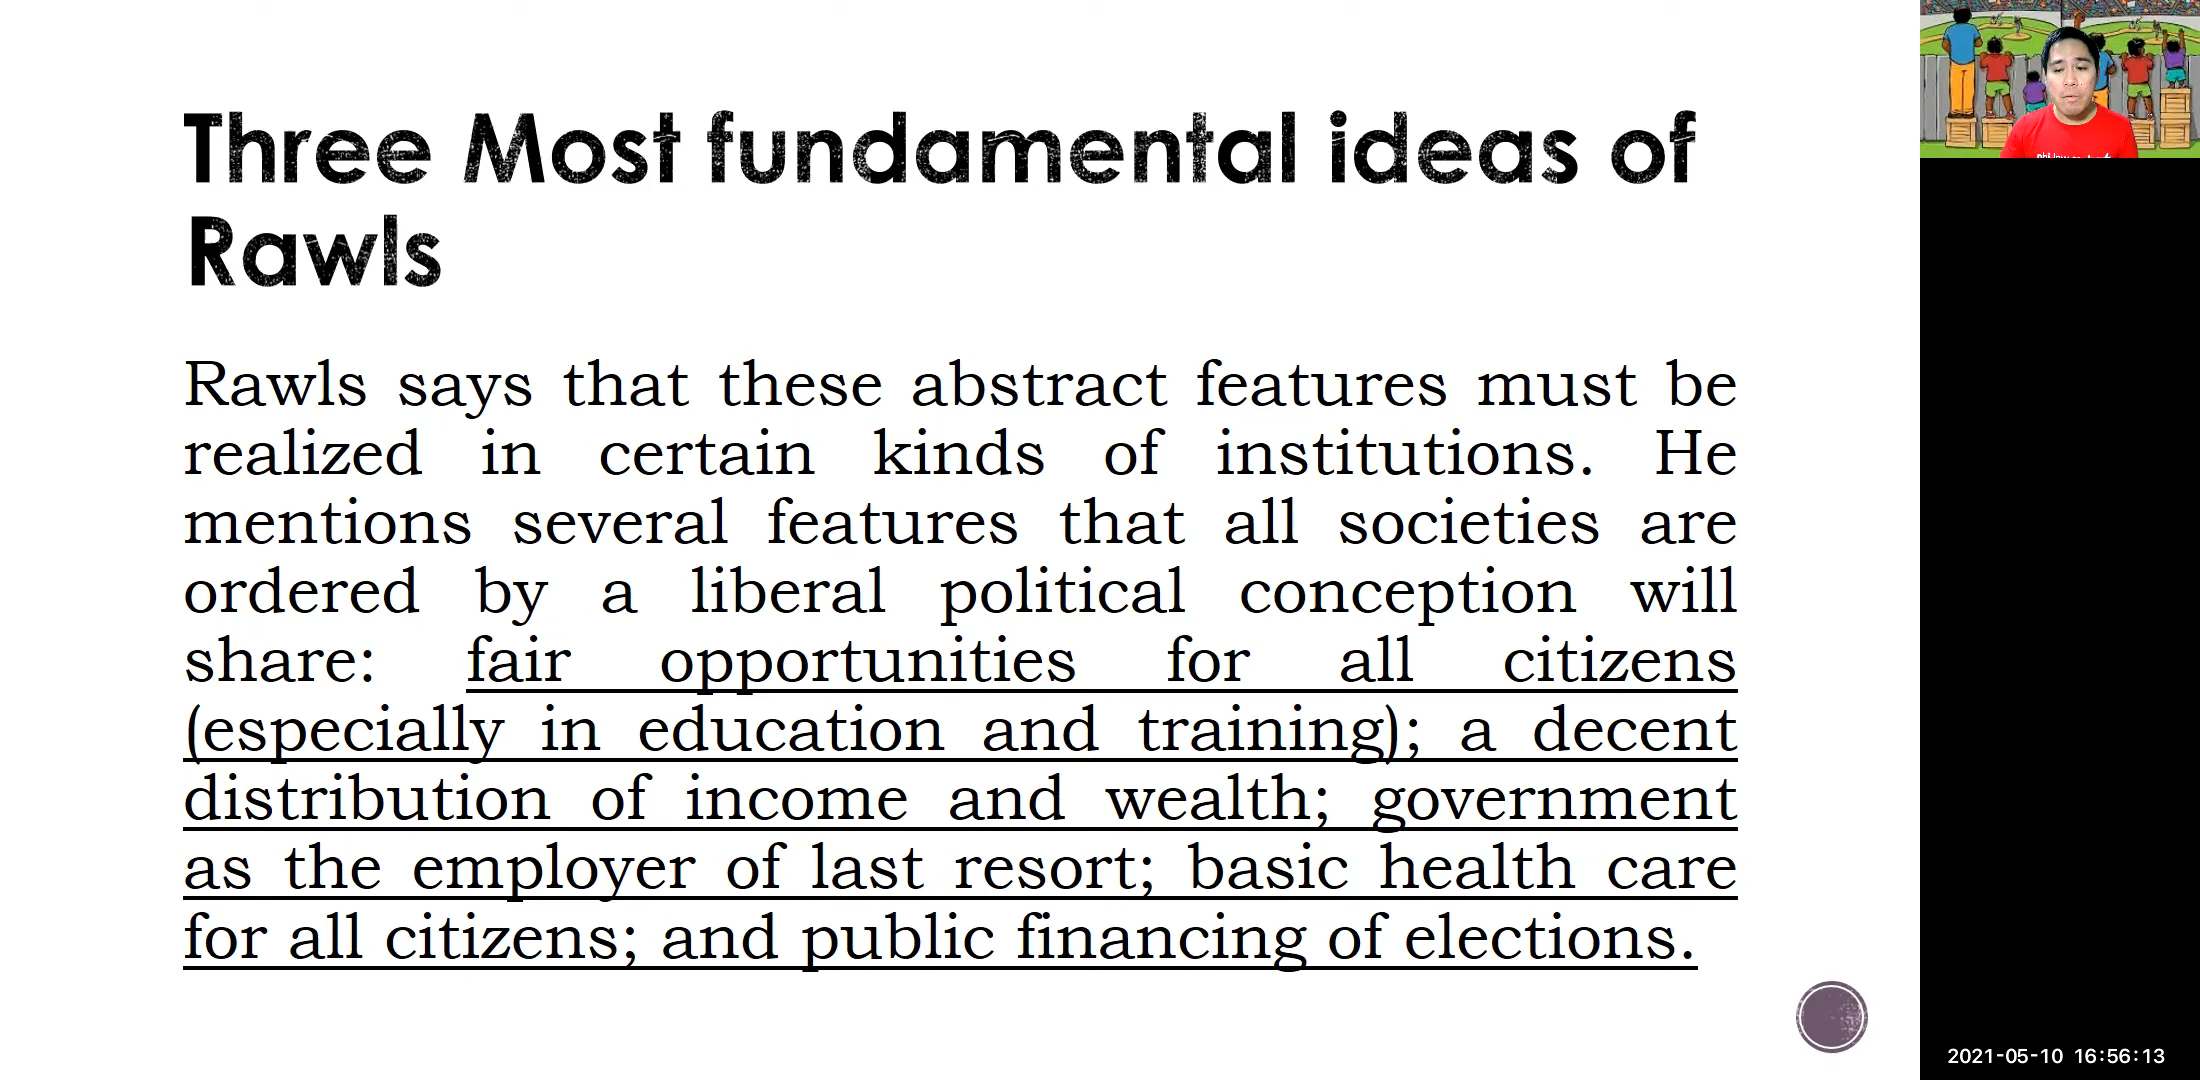 Three Most fundamental ideas of
Rawls
Rawls says that these abstract features must be
realized in certain kinds of institutions. He
mentions several features that all societies are
ordered by a liberal political conception will
share: fair opportunities for all citizens
(especially in education and training); a decent
distribution of income and wealth; government
as the employer of last resort; basic health care
for all citizens; and public financing of elections.
2021-05-10 16:56:13